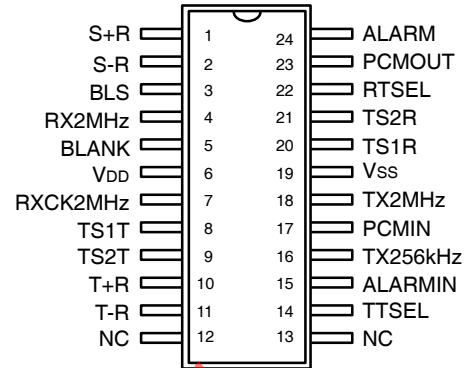 S+R 1 24 ALARM
S-R 2 23 PCMOUT
BLS 3 22 RTSEL
RX2MHz 4 21 TS2R
BLANK 5 20 TS1R
VDD 6 19 VSS
RXCK2MHz 7 18 TX2MHz
TS1T 8 17 PCMIN
TS2T 9 16 TX256kHz
T+R 10 15 ALARMIN
T-R 11 14 TTSEL
NC 12 13 NC